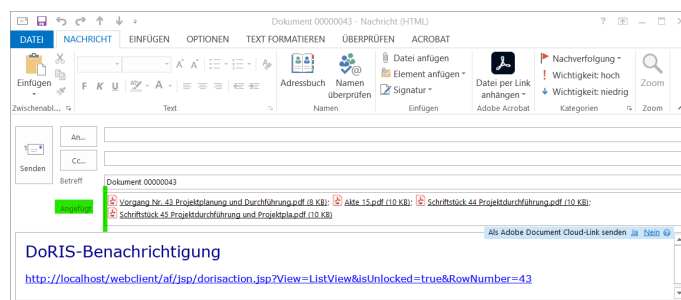 Dokument 00000043 - Nachricht (HTML)
DATEI NACHRICHT EINFÜGEN OPTIONEN TEXT FORMATIEREN ÜBERPRÜFEN ACROBAT
Einfügen
F K U
Adressbuch Namen überprüfen
Datei anfügen
Element anfügen
Signatur
Datei per Link anhängen
Nachverfolgung
Wichtigkeit: hoch
Wichtigkeit: niedrig
Zoom
Zwischenabl... Text Namen Einfügen Adobe Acrobat Kategorien Zoom
Senden
An...
Cc...
Betreff Dokument 00000043
Angefügt Vorgang Nr. 43 Projektplanung und Durchführung.pdf (8 KB); Akte 15.pdf (10 KB); Schriftstück 44 Projektdurchführung und Projektpla.pdf (10 KB);
Schriftstück 45 Projektdurchführung und Projektpla.pdf (10 KB)
Als Adobe Document Cloud-Link senden Ja Nein
DoRIS-Benachrichtigung
http://localhost/webclient/af/jsp/dorisaction.jsp?View=ListView&isUnlocked=true&RowNumber=43